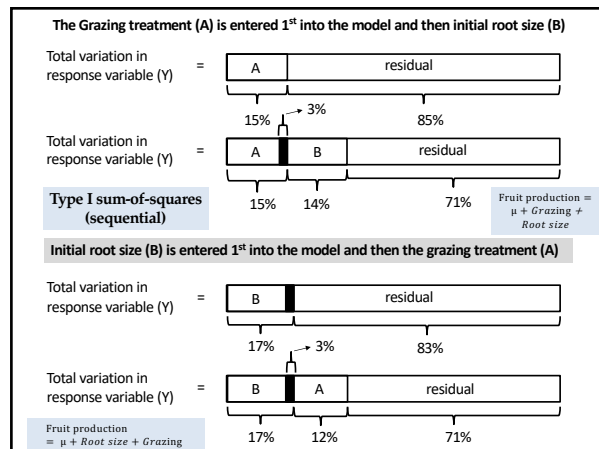 The Grazing treatment (A) is entered 1st into the model and then initial root size (B)
Total variation in
response variable (Y)
=
A
residual
15%
3%
85%
Total variation in
response variable (Y)
=
A
B
residual
15%
14%
71%
Type I sum-of-squares
(sequential)
Fruit production =
μ + Grazing +
Root size
Initial root size (B) is entered 1st into the model and then the grazing treatment (A)
Total variation in
response variable (Y)
=
B
residual
17%
3%
83%
Total variation in
response variable (Y)
=
B
A
residual
17%
12%
71%
Fruit production
= μ + Root size + Grazing